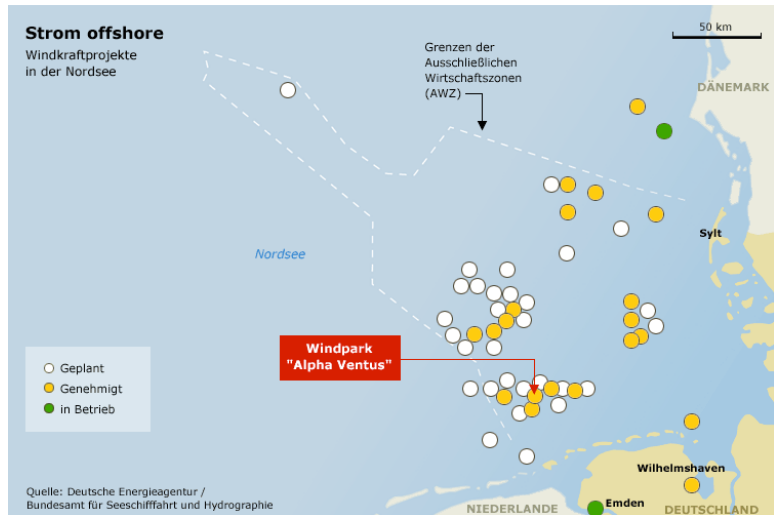 Strom offshore
Windkraftprojekte
in der Nordsee
Grenzen der
Ausschließlichen
Wirtschaftszonen
(AWZ)
50 km
DÄNEMARK
Sylt
Nordsee
Windpark
"Alpha Ventus"
Geplant
Genehmigt
in Betrieb
Wilhelmshaven
Emden
NIEDERLANDE
DEUTSCHLAND
Quelle: Deutsche Energieagentur /
Bundesamt für Seeschifffahrt und Hydrographie